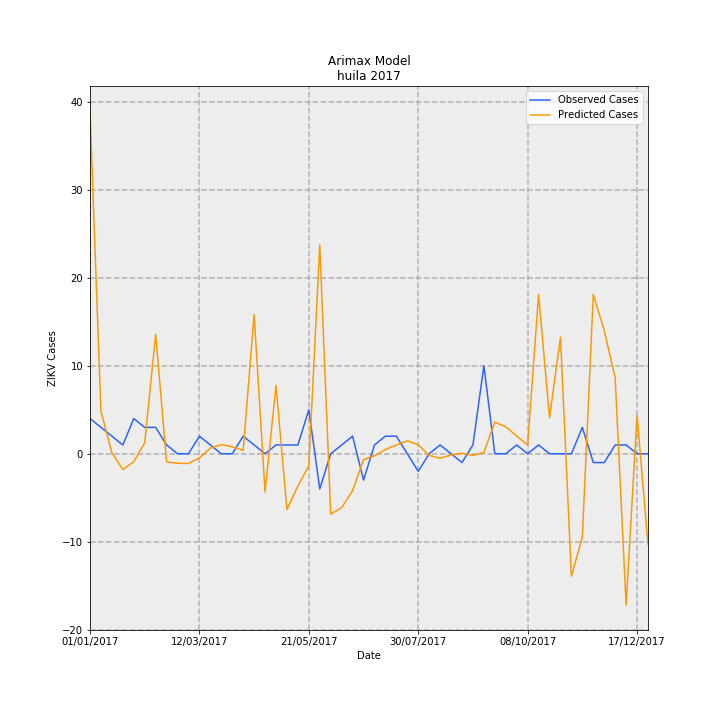 Arimax Model
huila 2017
Observed Cases
Predicted Cases
40
30
20
10
0
−10
−20
ZIKV Cases
01/01/2017
12/03/2017
21/05/2017
30/07/2017
08/10/2017
17/12/2017
Date